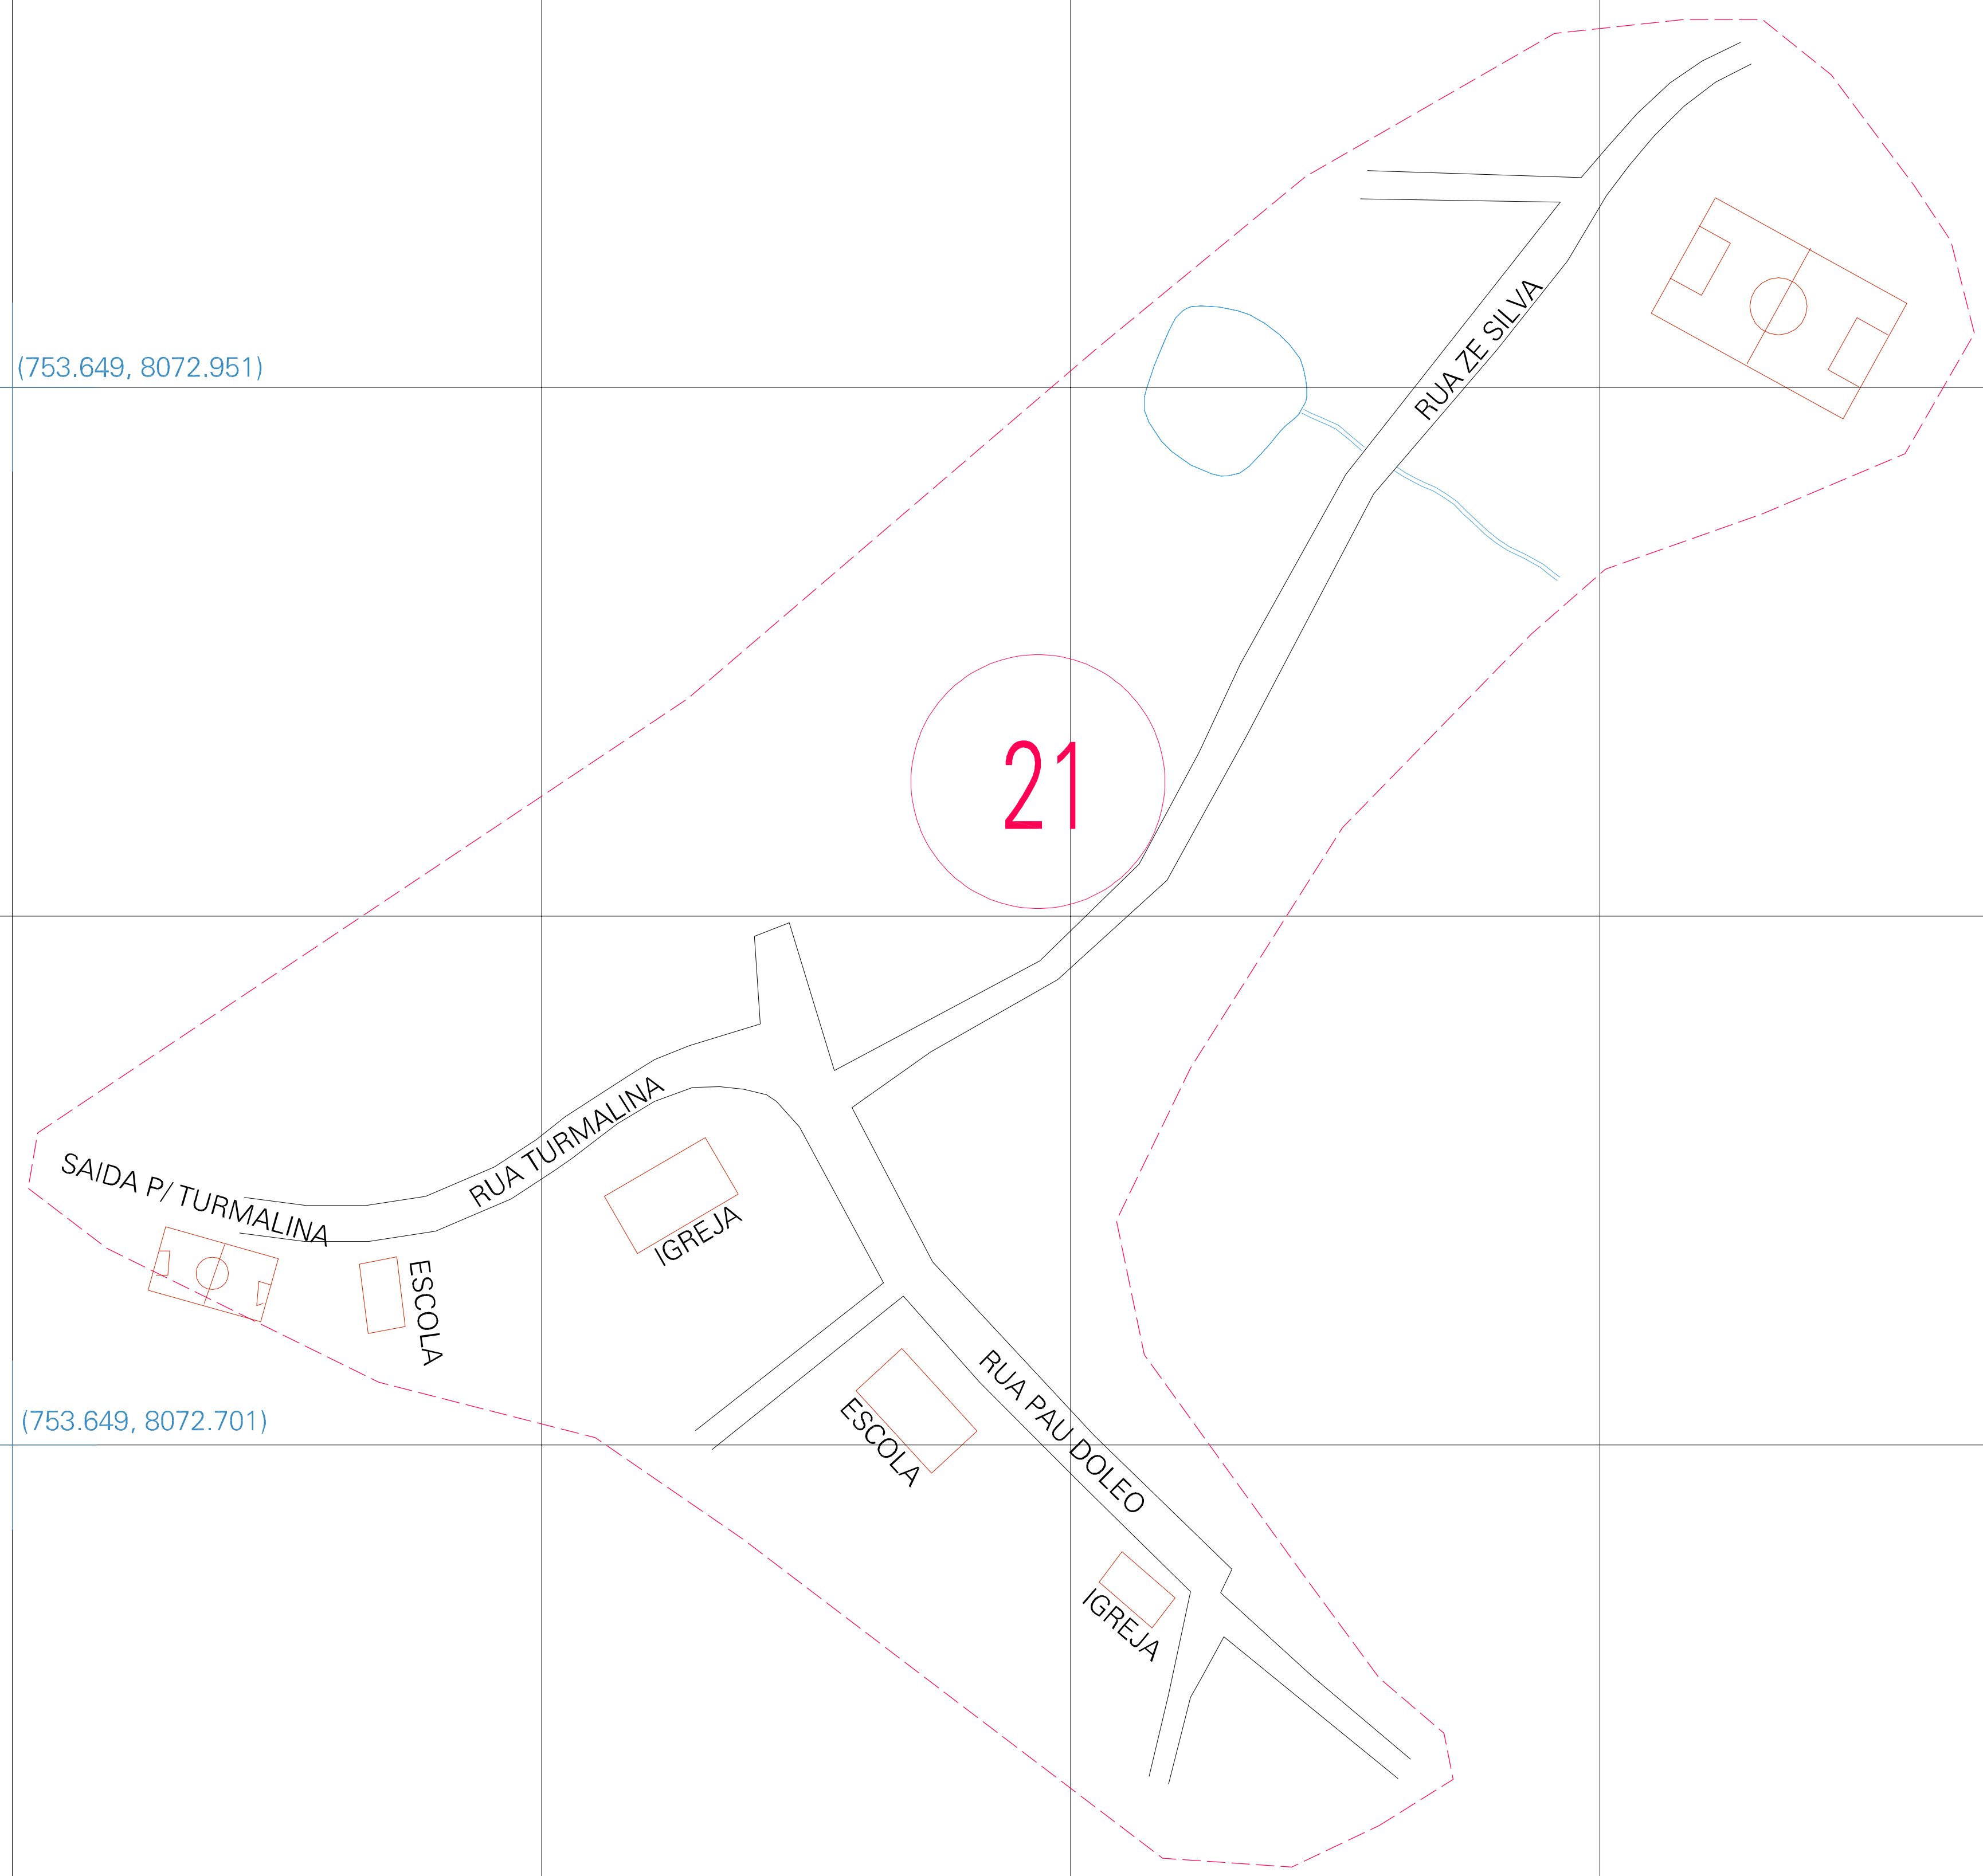 RUA ZE SILVA
(753.649, 8072.951)
21
RUA TURMALINA
SAIDA P/ TURMALINA
IGREJA
ESCOLA
RUA PAU DOLEO
ESCOLA
(753.649, 8072.701)
IGREJA